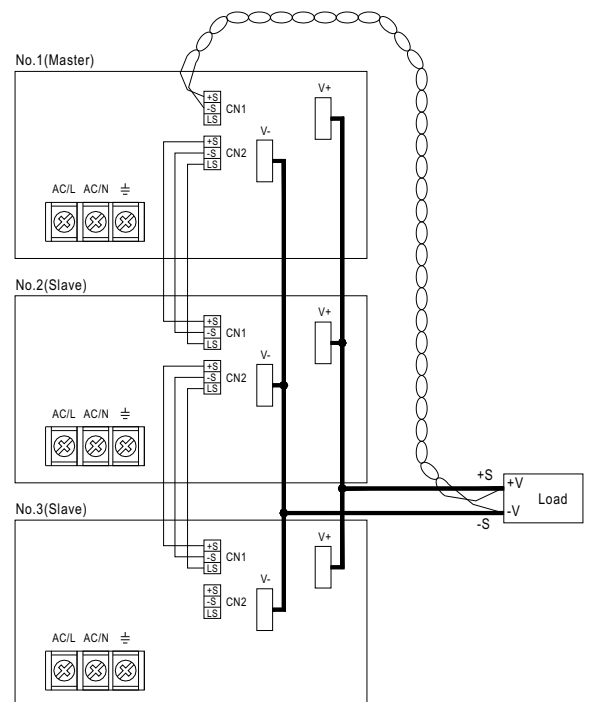 No.1(Master)
V+
+S
-S CN1
LS
V-
+S
-S CN2
LS
AC/L AC/N ⏚
No.2(Slave)
V+
+S
-S CN1
LS
V-
+S
-S CN2
LS
AC/L AC/N ⏚
+S
+V
Load
-V
-S
No.3(Slave)
V+
+S
-S CN1
LS
V-
+S
-S CN2
LS
AC/L AC/N ⏚